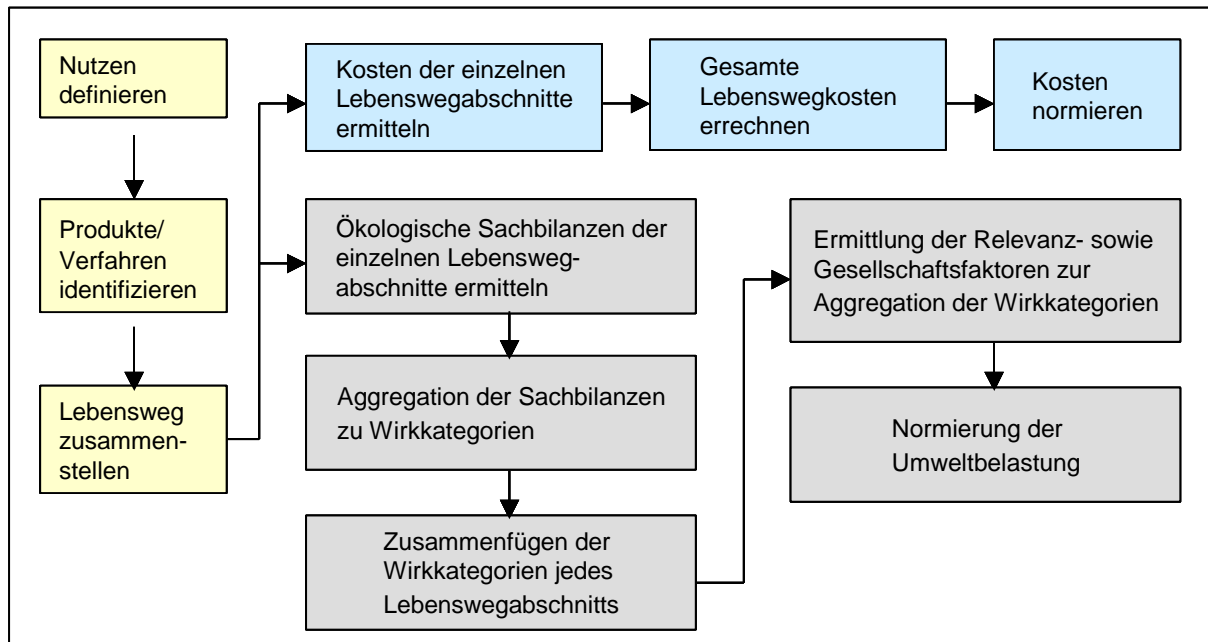 Nutzen
definieren
Produkte/
Verfahren
identifizieren
Lebensweg
zusammen-
stellen
Kosten der einzelnen
Lebenswegabschnitte
ermitteln
Gesamte
Lebenswegkosten
errechnen
Kosten
normieren
Ökologische Sachbilanzen der
einzelnen Lebensweg-
abschnitte ermitteln
Aggregation der Sachbilanzen
zu Wirkkategorien
Zusammenfügen der
Wirkkategorien jedes
Lebenswegabschnitts
Ermittlung der Relevanz- sowie
Gesellschaftsfaktoren zur
Aggregation der Wirkkategorien
Normierung der
Umweltbelastung